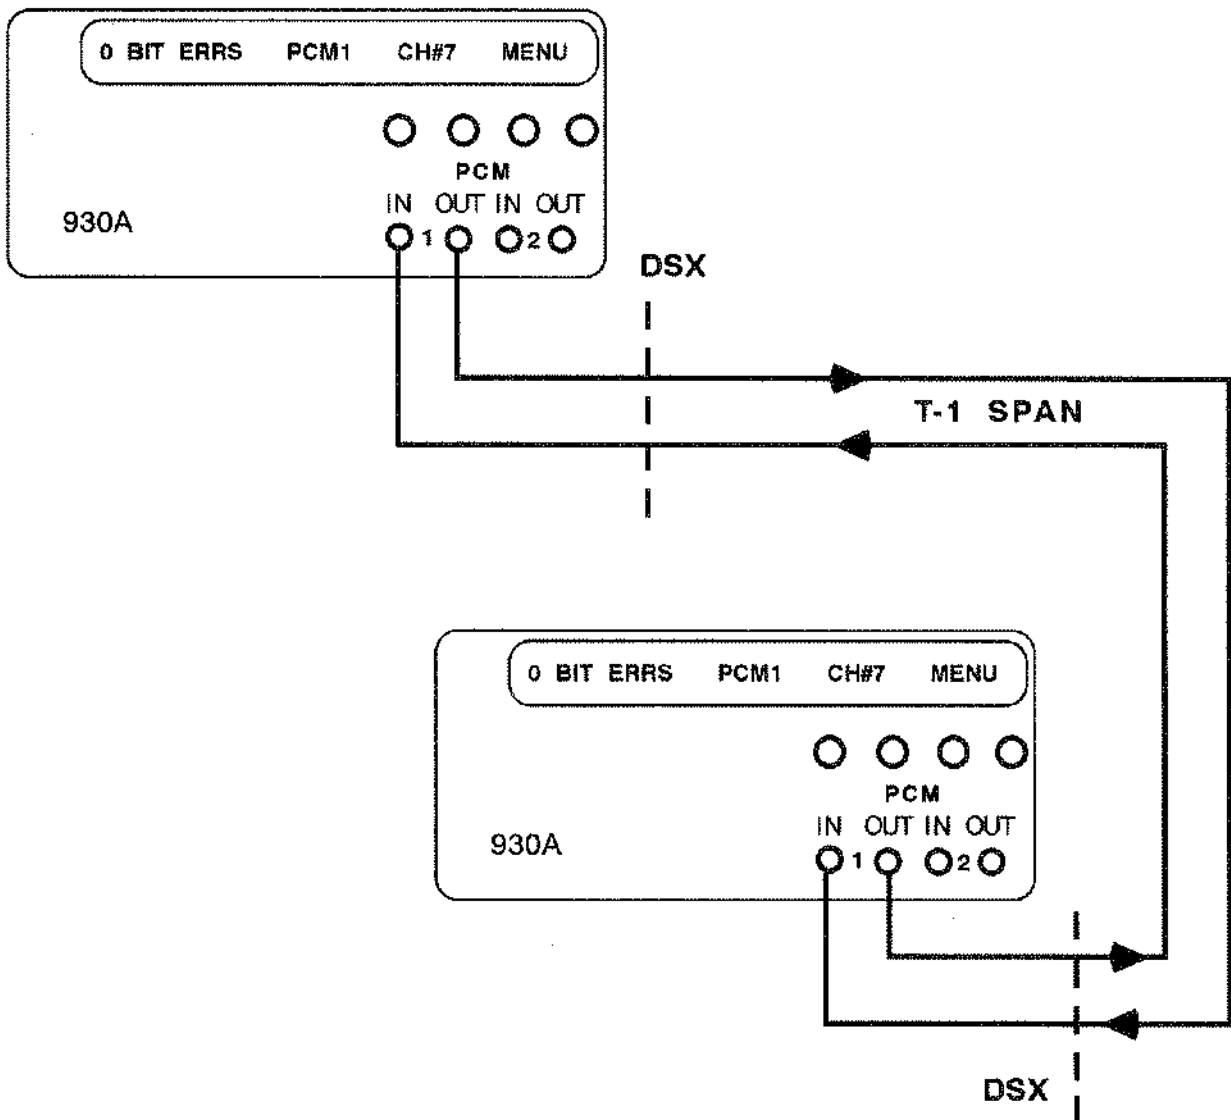 0 BIT ERRS PCM1 CH#7 MENU
PCM
IN OUT IN OUT
930A
1 2
DSX
T-1 SPAN
0 BIT ERRS PCM1 CH#7 MENU
PCM
IN OUT IN OUT
930A
1 2
DSX